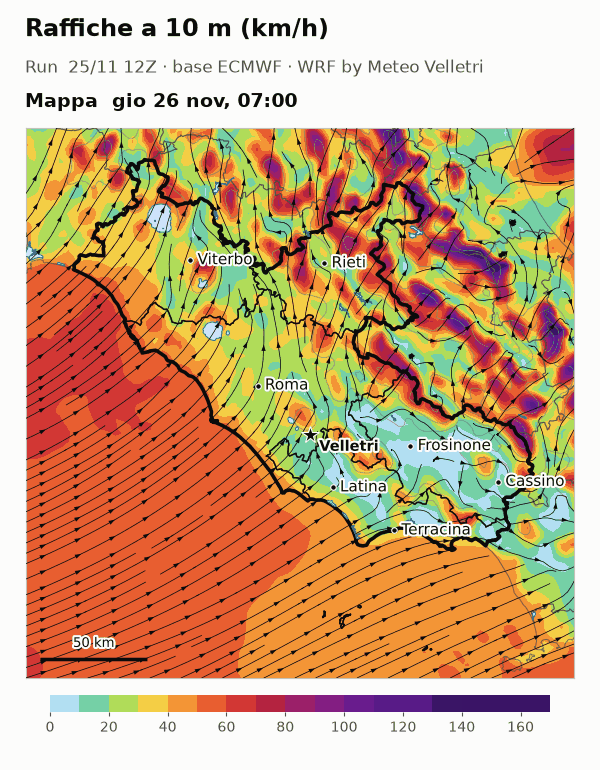 Raffiche a 10 m (km/h)
Run 25/11 12Z · base ECMWF · WRF by Meteo Velletri
Mappa gio 26 nov, 07:00
Viterbo
Rieti
Roma
Velletri
Frosinone
Cassino
Latina
Terracina
50 km
0 20 40 60 80 100 120 140 160